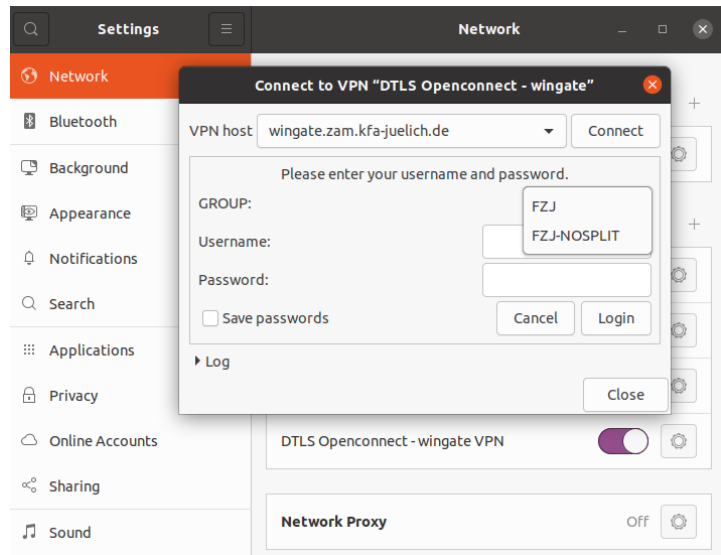 Settings
Network
Network
Bluetooth
Background
Appearance
Notifications
Search
Applications
Privacy
Online Accounts
Sharing
Sound
Connect to VPN “DTLS Openconnect - wingate”
VPN host wingate.zam.kfa-juelich.de Connect
Please enter your username and password.
GROUP:
FZJ
FZJ-NOSPLIT
Username:
Password:
Save passwords Cancel Login
Log
Close
DTLS Openconnect - wingate VPN
Network Proxy Off